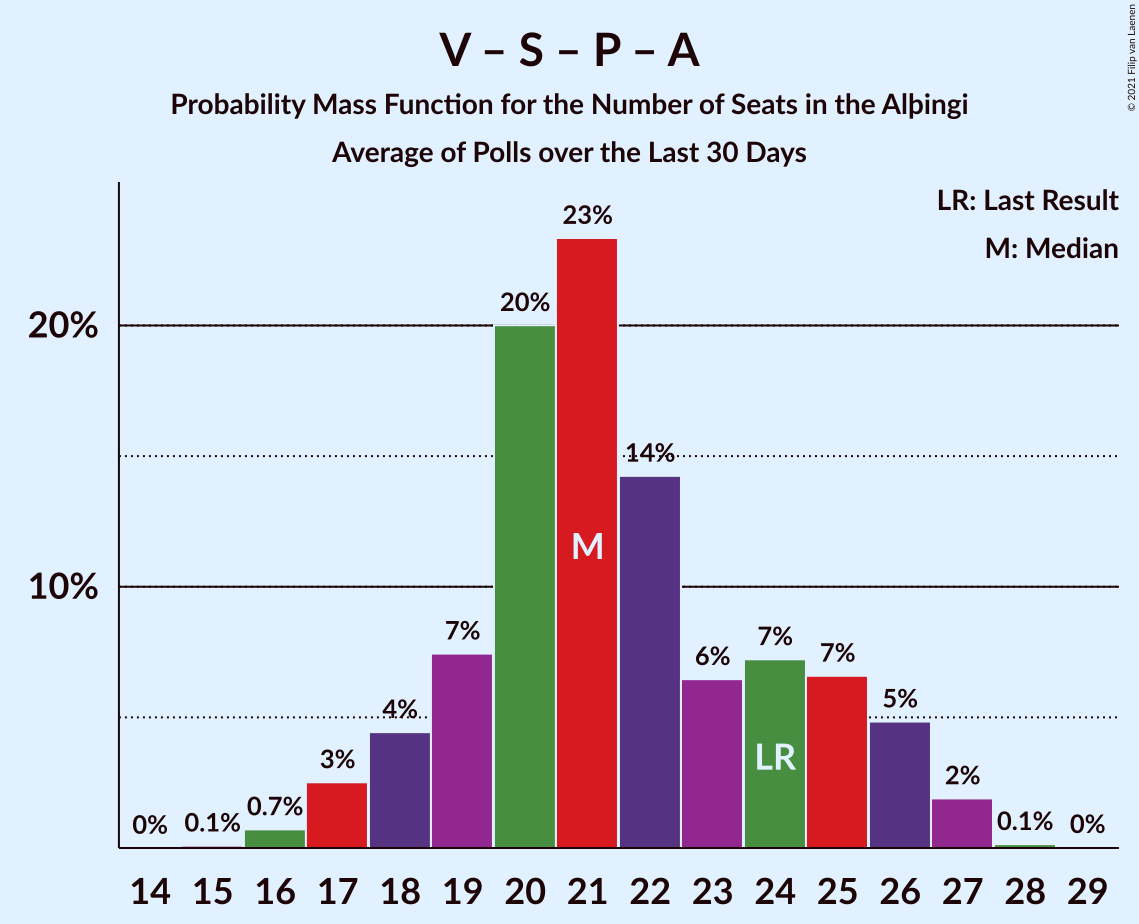 V – S – P – A
Probability Mass Function for the Number of Seats in the Alþingi
Average of Polls over the Last 30 Days
© 2021 Filip van Laenen
LR: Last Result
M: Median
20%
10%
0%
0.1%
0.7%
3%
4%
7%
20%
23%
14%
6%
7%
7%
5%
2%
0.1%
0%
M
LR
14 15 16 17 18 19 20 21 22 23 24 25 26 27 28 29